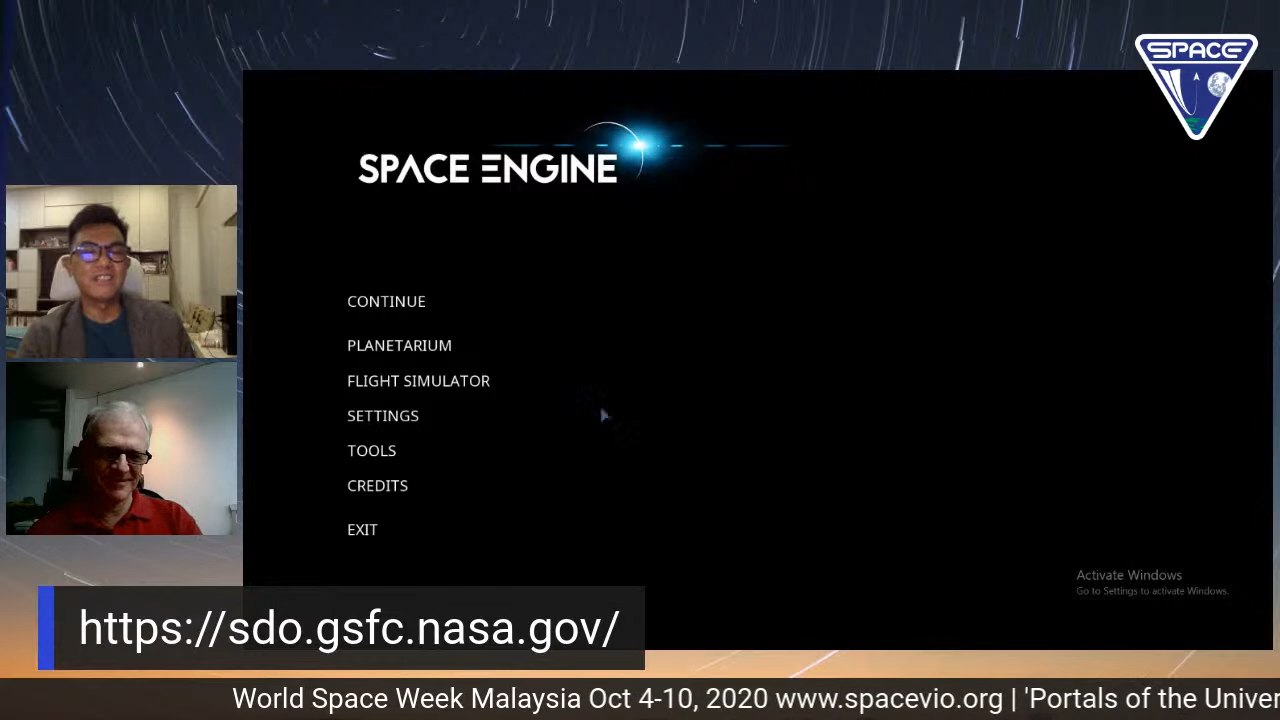 SPACE
SPACE ENGINE
CONTINUE
PLANETARIUM
FLIGHT SIMULATOR
SETTINGS
TOOLS
CREDITS
EXIT
Activate Windows
Go to Settings to activate Windows.
https://sdo.gsfc.nasa.gov/
World Space Week Malaysia Oct 4-10, 2020 www.spacevio.org | 'Portals of the Univer